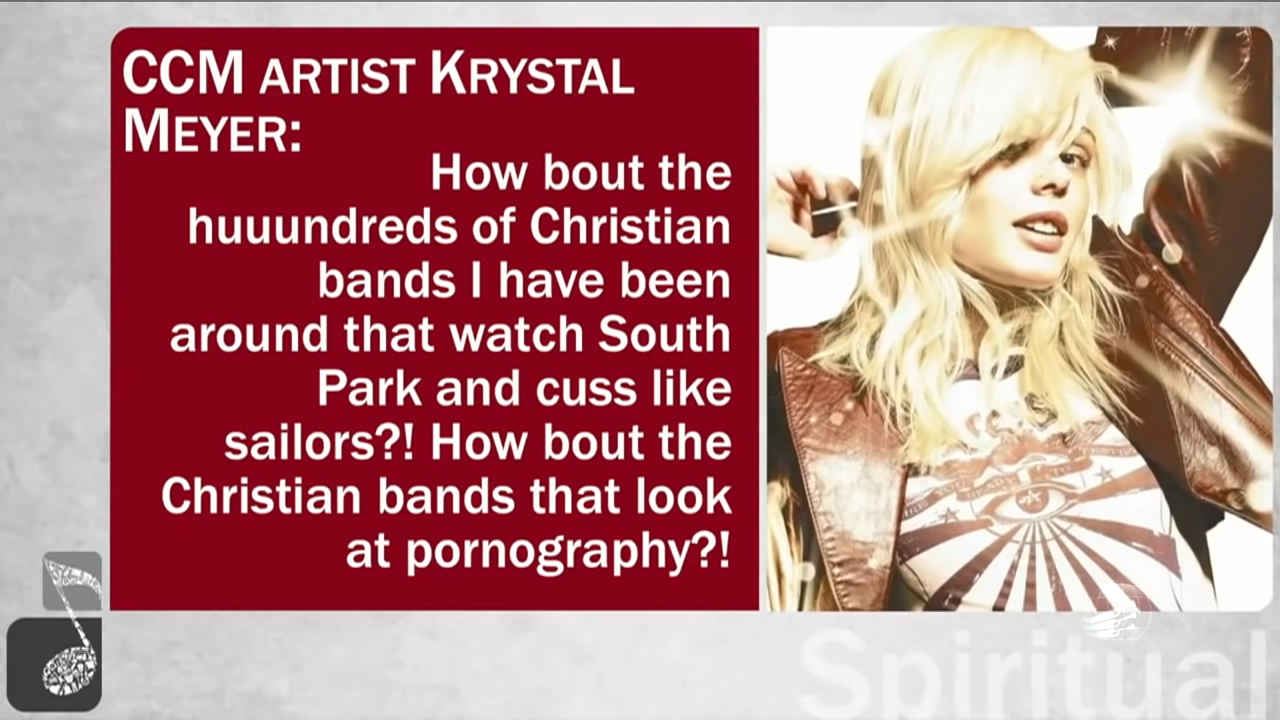 CCM ARTIST KRYSTAL
MEYER:
How bout the
huuundreds of Christian
bands I have been
around that watch South
Park and cuss like
sailors?! How bout the
Christian bands that look
at pornography?!
Spiritual